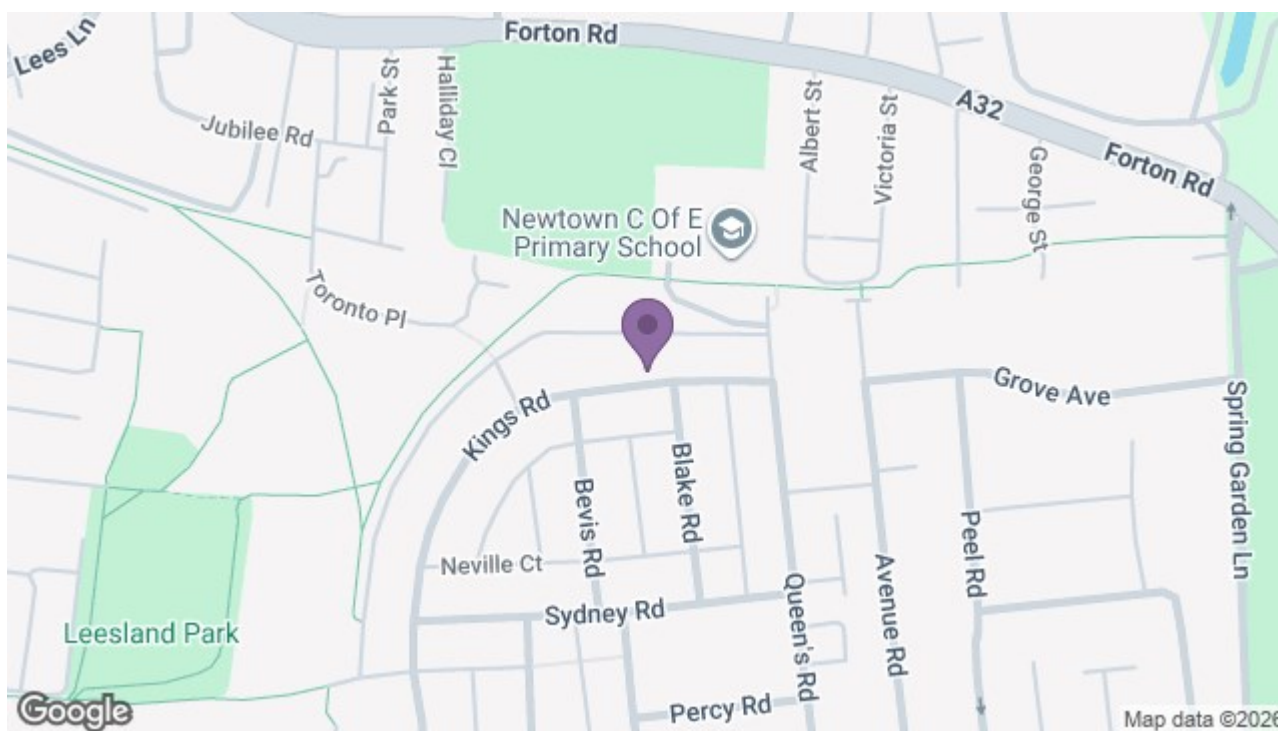 Forton Rd
Lees Ln
Park St
Halliday Cl
Jubilee Rd
Albert St
Victoria St
A32
Forton Rd
George St
Newtown C Of E
Primary School
Toronto Pl
Kings Rd
Grove Ave
Spring Garden Ln
Blake Rd
Bevis Rd
Peel Rd
Neville Ct
Avenue Rd
Queen's Rd
Sydney Rd
Leesland Park
Percy Rd
Google
Map data ©2026